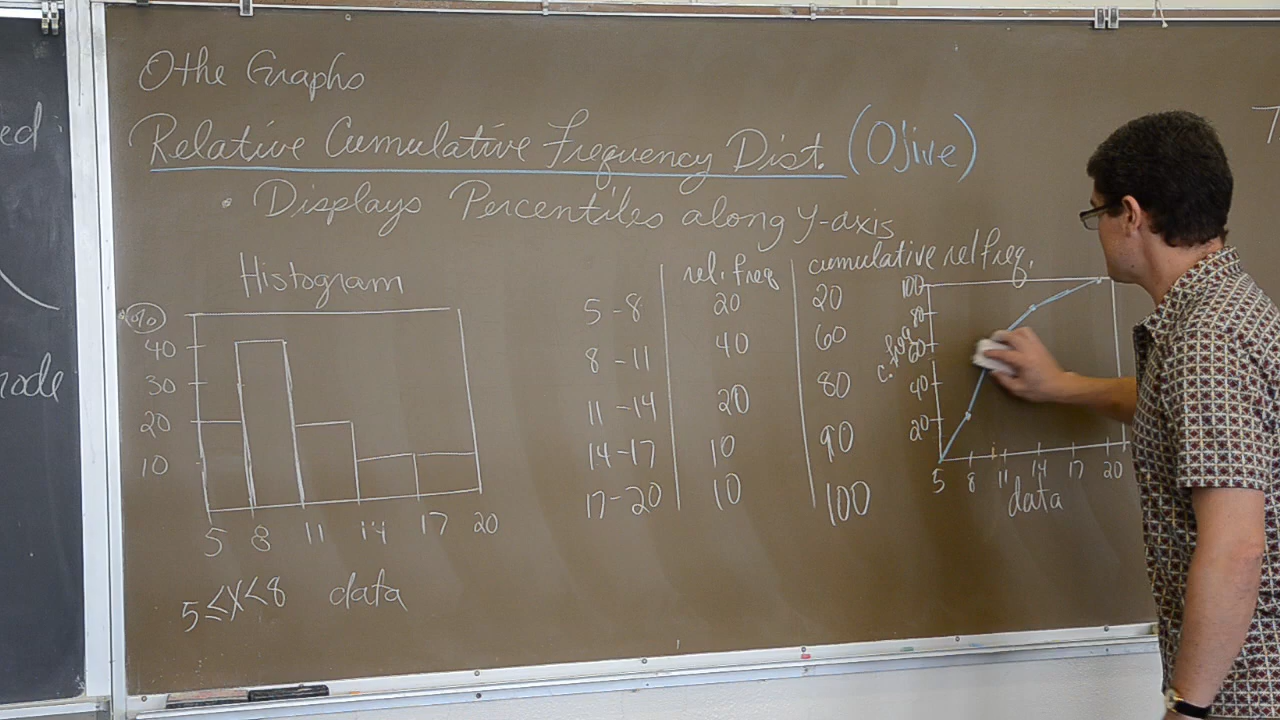 Othe Graphs
Relative Cumulative Frequency Dist. (Ojive)
• Displays Percentiles along y-axis
Histogram
%
40
30
20
10
5 8 11 14 17 20
5≤x<8 data
rel. freq cumulative rel freq.
5-8 20 20
8-11 40 60
11-14 20 80
14-17 10 90
17-20 10 100
100
80
60
40
20
5 8 11 14 17 20
data
ed
node
T